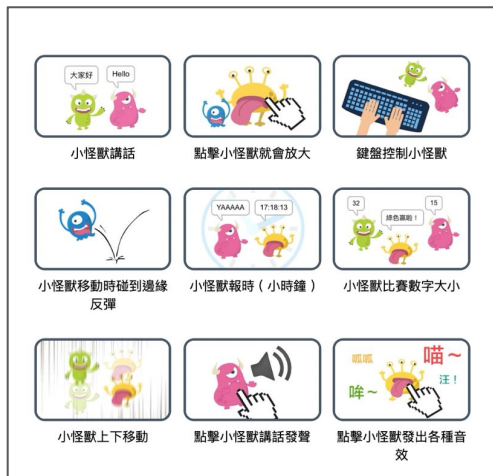 大家好 Hello
小怪獸講話
點擊小怪獸就會放大
鍵盤控制小怪獸
小怪獸移動時碰到邊緣
反彈
YAAAAA 17:18:13
小怪獸報時（小時鐘）
32 15
綠色贏啦！
小怪獸比賽數字大小
小怪獸上下移動
點擊小怪獸講話發聲
呱呱 喵～
哞～ 汪！
點擊小怪獸發出各種音
效